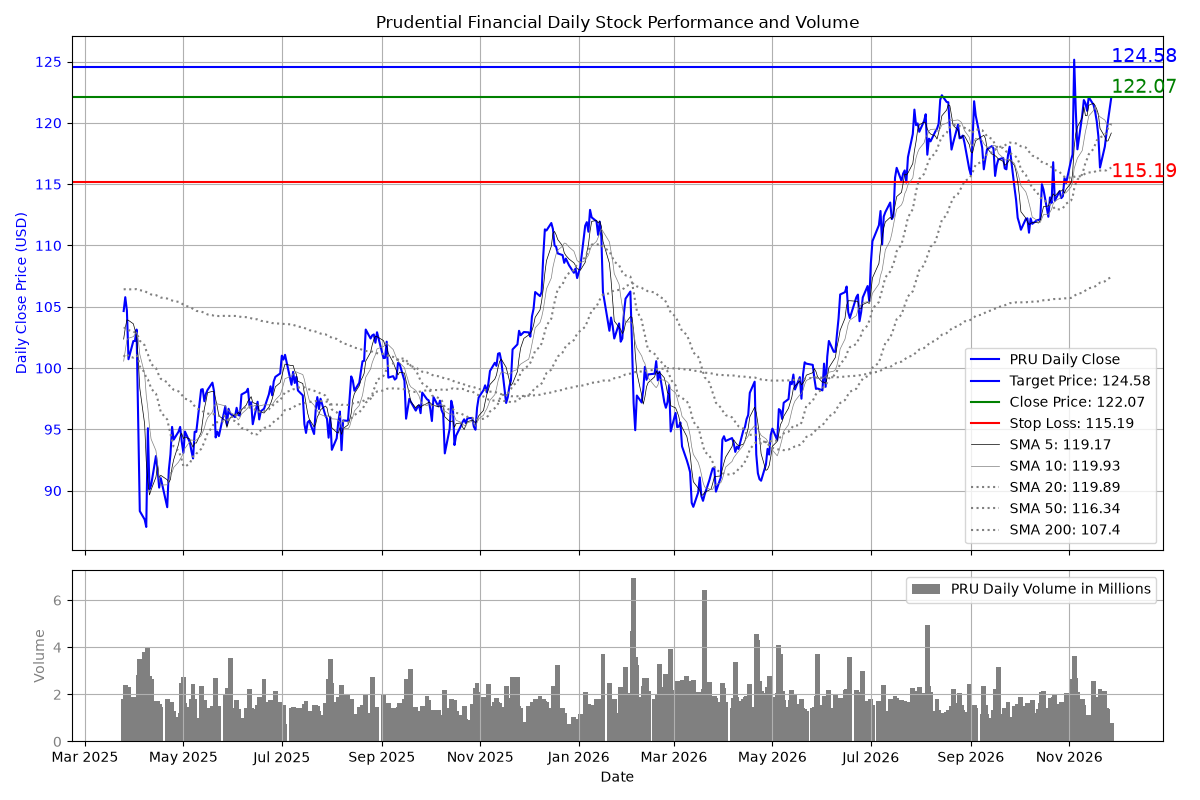 Prudential Financial Daily Stock Performance and Volume
Daily Close Price (USD)
125
120
115
110
105
100
95
90
124.58
122.07
115.19
PRU Daily Close
Target Price: 124.58
Close Price: 122.07
Stop Loss: 115.19
SMA 5: 119.17
SMA 10: 119.93
SMA 20: 119.89
SMA 50: 116.34
SMA 200: 107.4
Volume
6
4
2
0
PRU Daily Volume in Millions
Mar 2025 May 2025 Jul 2025 Sep 2025 Nov 2025 Jan 2026 Mar 2026 May 2026 Jul 2026 Sep 2026 Nov 2026
Date